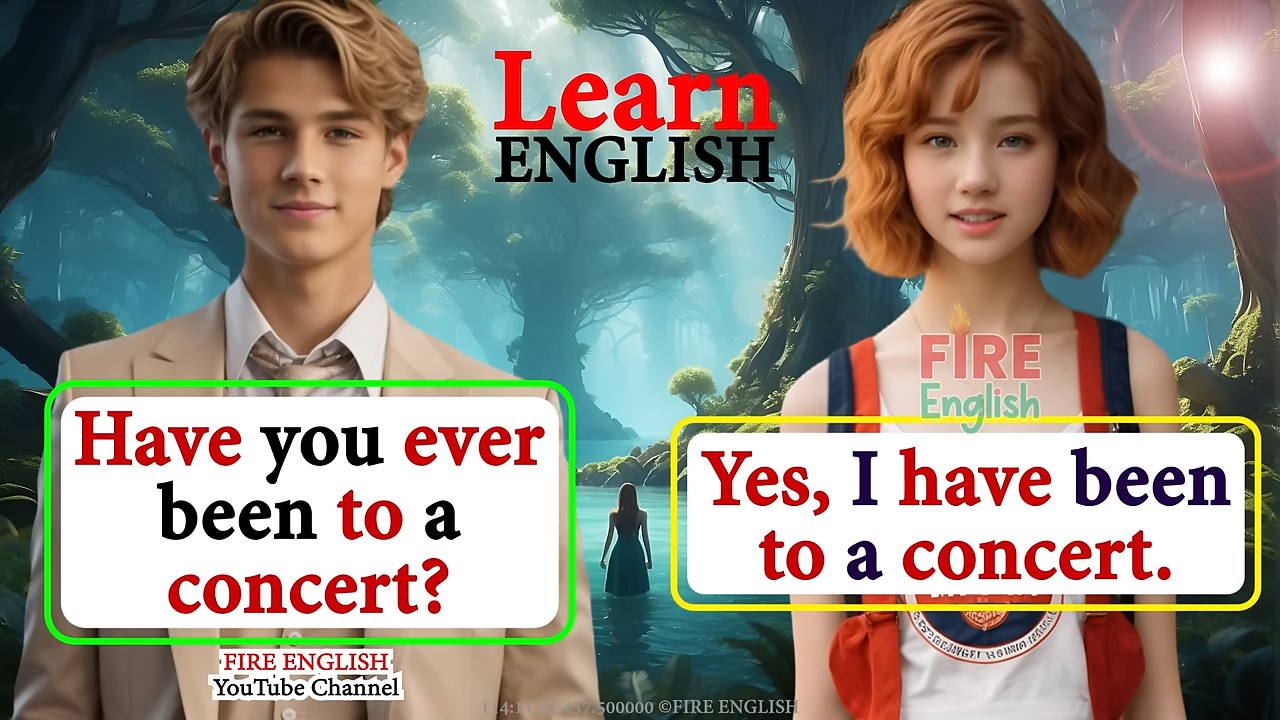 Learn
ENGLISH
FIRE
English
Have you ever
been to a
concert?
Yes, I have been
to a concert.
FIRE ENGLISH
YouTube Channel
©FIRE ENGLISH